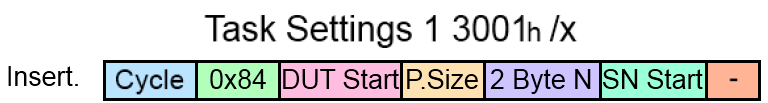 Task Settings 1 3001h /x
Insert. Cycle 0x84 DUT Start P.Size 2 Byte N SN Start -